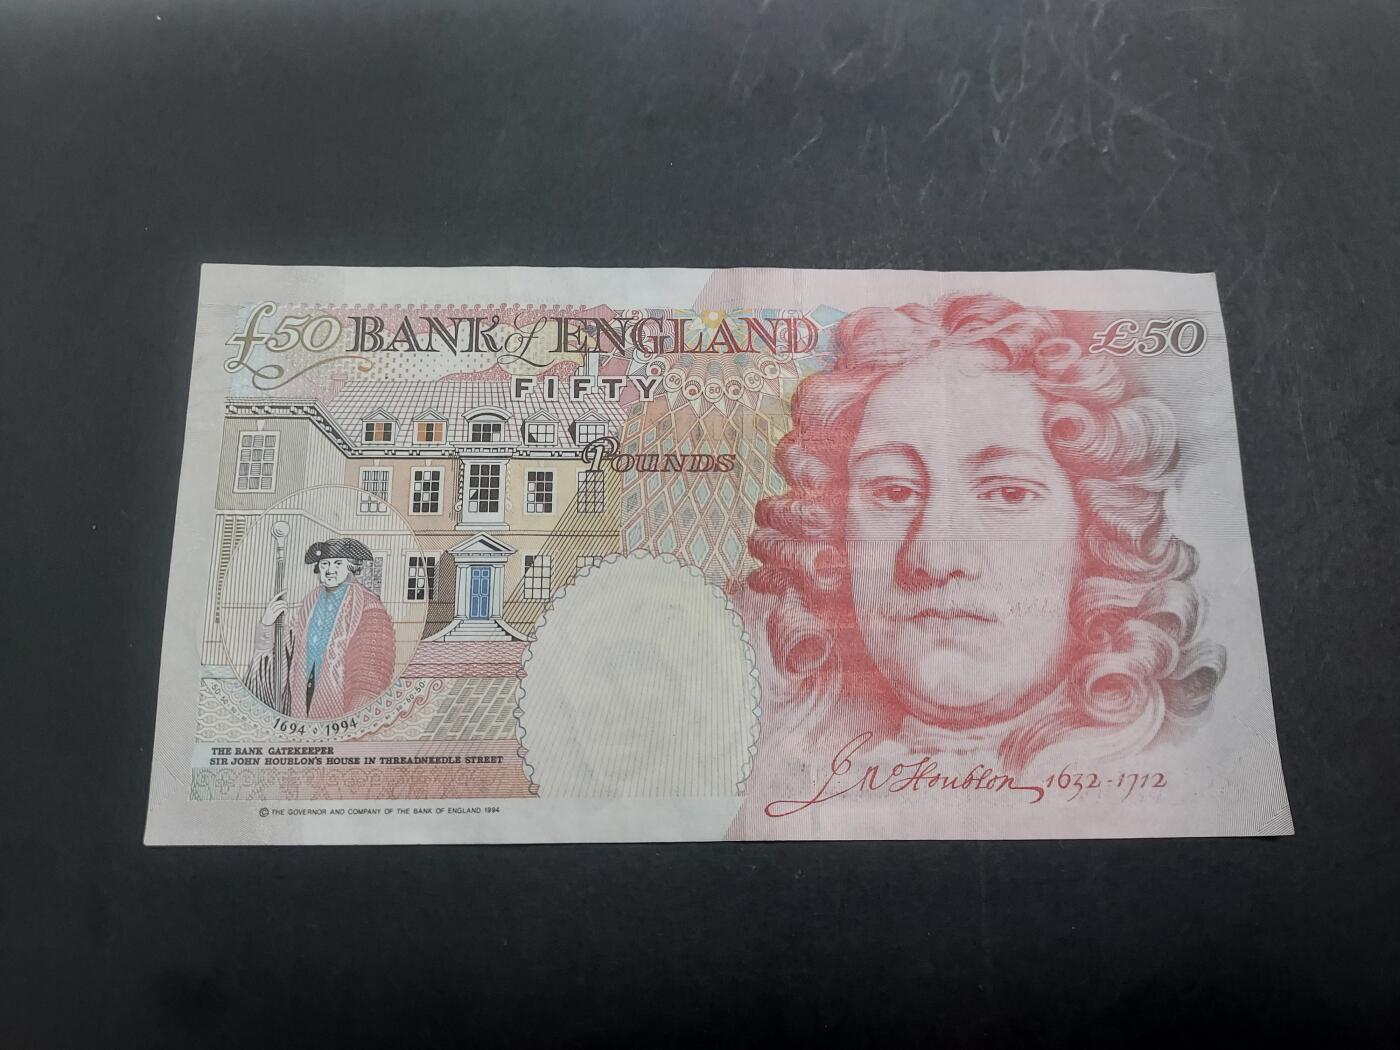 £50 BANK of ENGLAND £50
FIFTY
POUNDS
1694 1994
THE BANK GATEKEEPER
SIR JOHN HOUBLON'S HOUSE IN THREADNEEDLE STREET
© THE GOVERNOR AND COMPANY OF THE BANK OF ENGLAND 1994
Jno Houblon 1632-1712